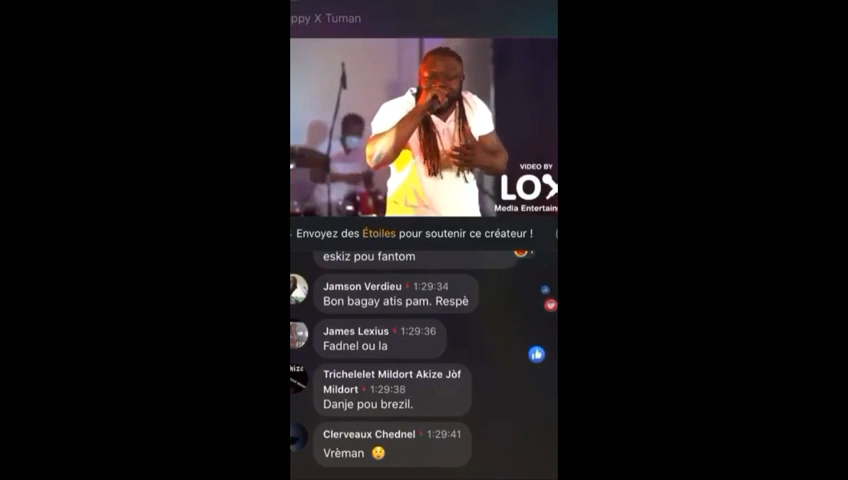 ppy X Tuman
VIDEO BY
LOX
Media Entertain
Envoyez des Étoiles pour soutenir ce créateur !
eskiz pou fantom
Jamson Verdieu 1:29:34
Bon bagay atis pam. Respè
James Lexius 1:29:36
Fadnel ou la
Trichelelet Mildort Akize Jòf
Mildort 1:29:38
Danje pou brezil.
Clerveaux Chednel 1:29:41
Vrèman 😲